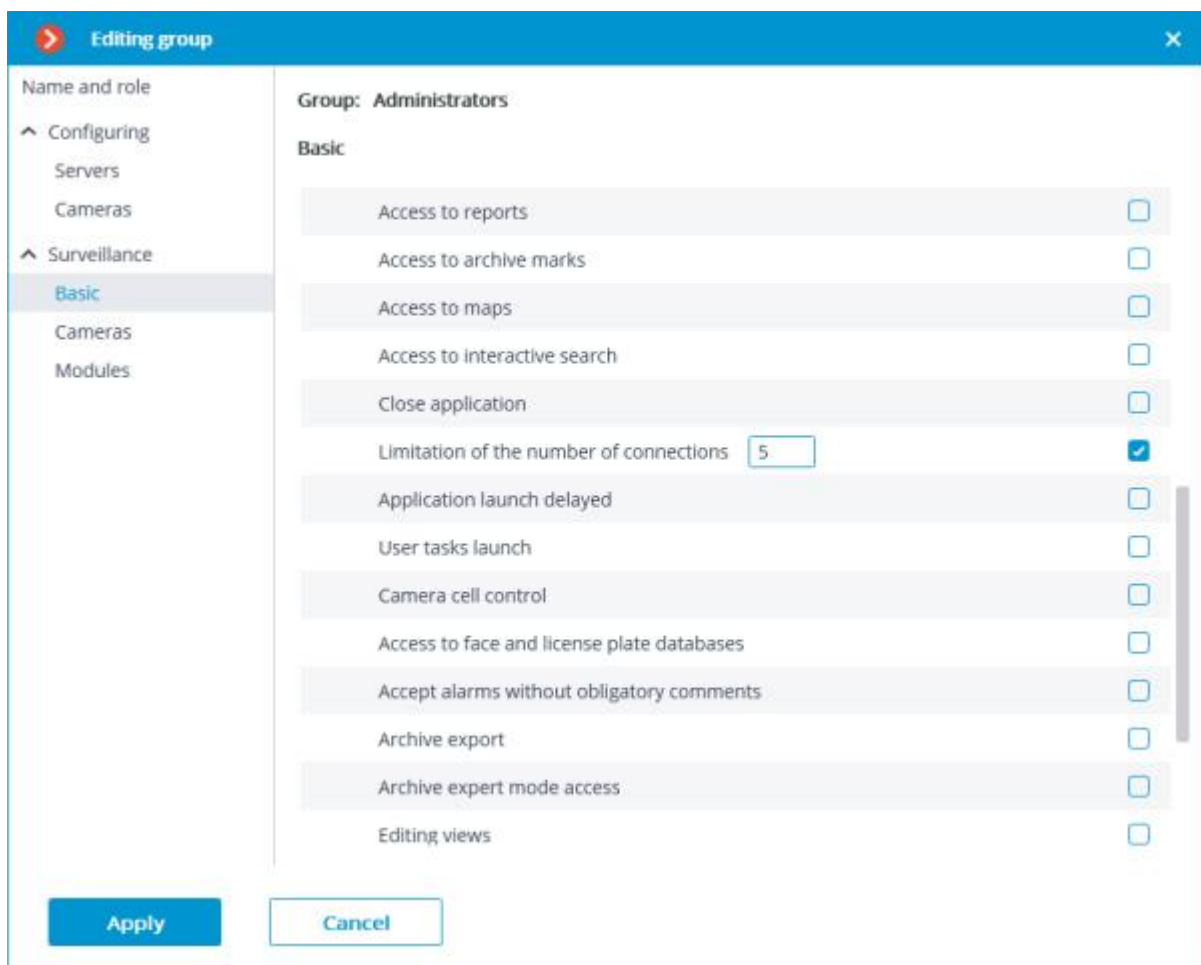 Editing group
Name and role
Configuring
Servers
Cameras
Surveillance
Basic
Cameras
Modules
Group: Administrators
Basic
Access to reports
Access to archive marks
Access to maps
Access to interactive search
Close application
Limitation of the number of connections 5
Application launch delayed
User tasks launch
Camera cell control
Access to face and license plate databases
Accept alarms without obligatory comments
Archive export
Archive expert mode access
Editing views
Apply Cancel